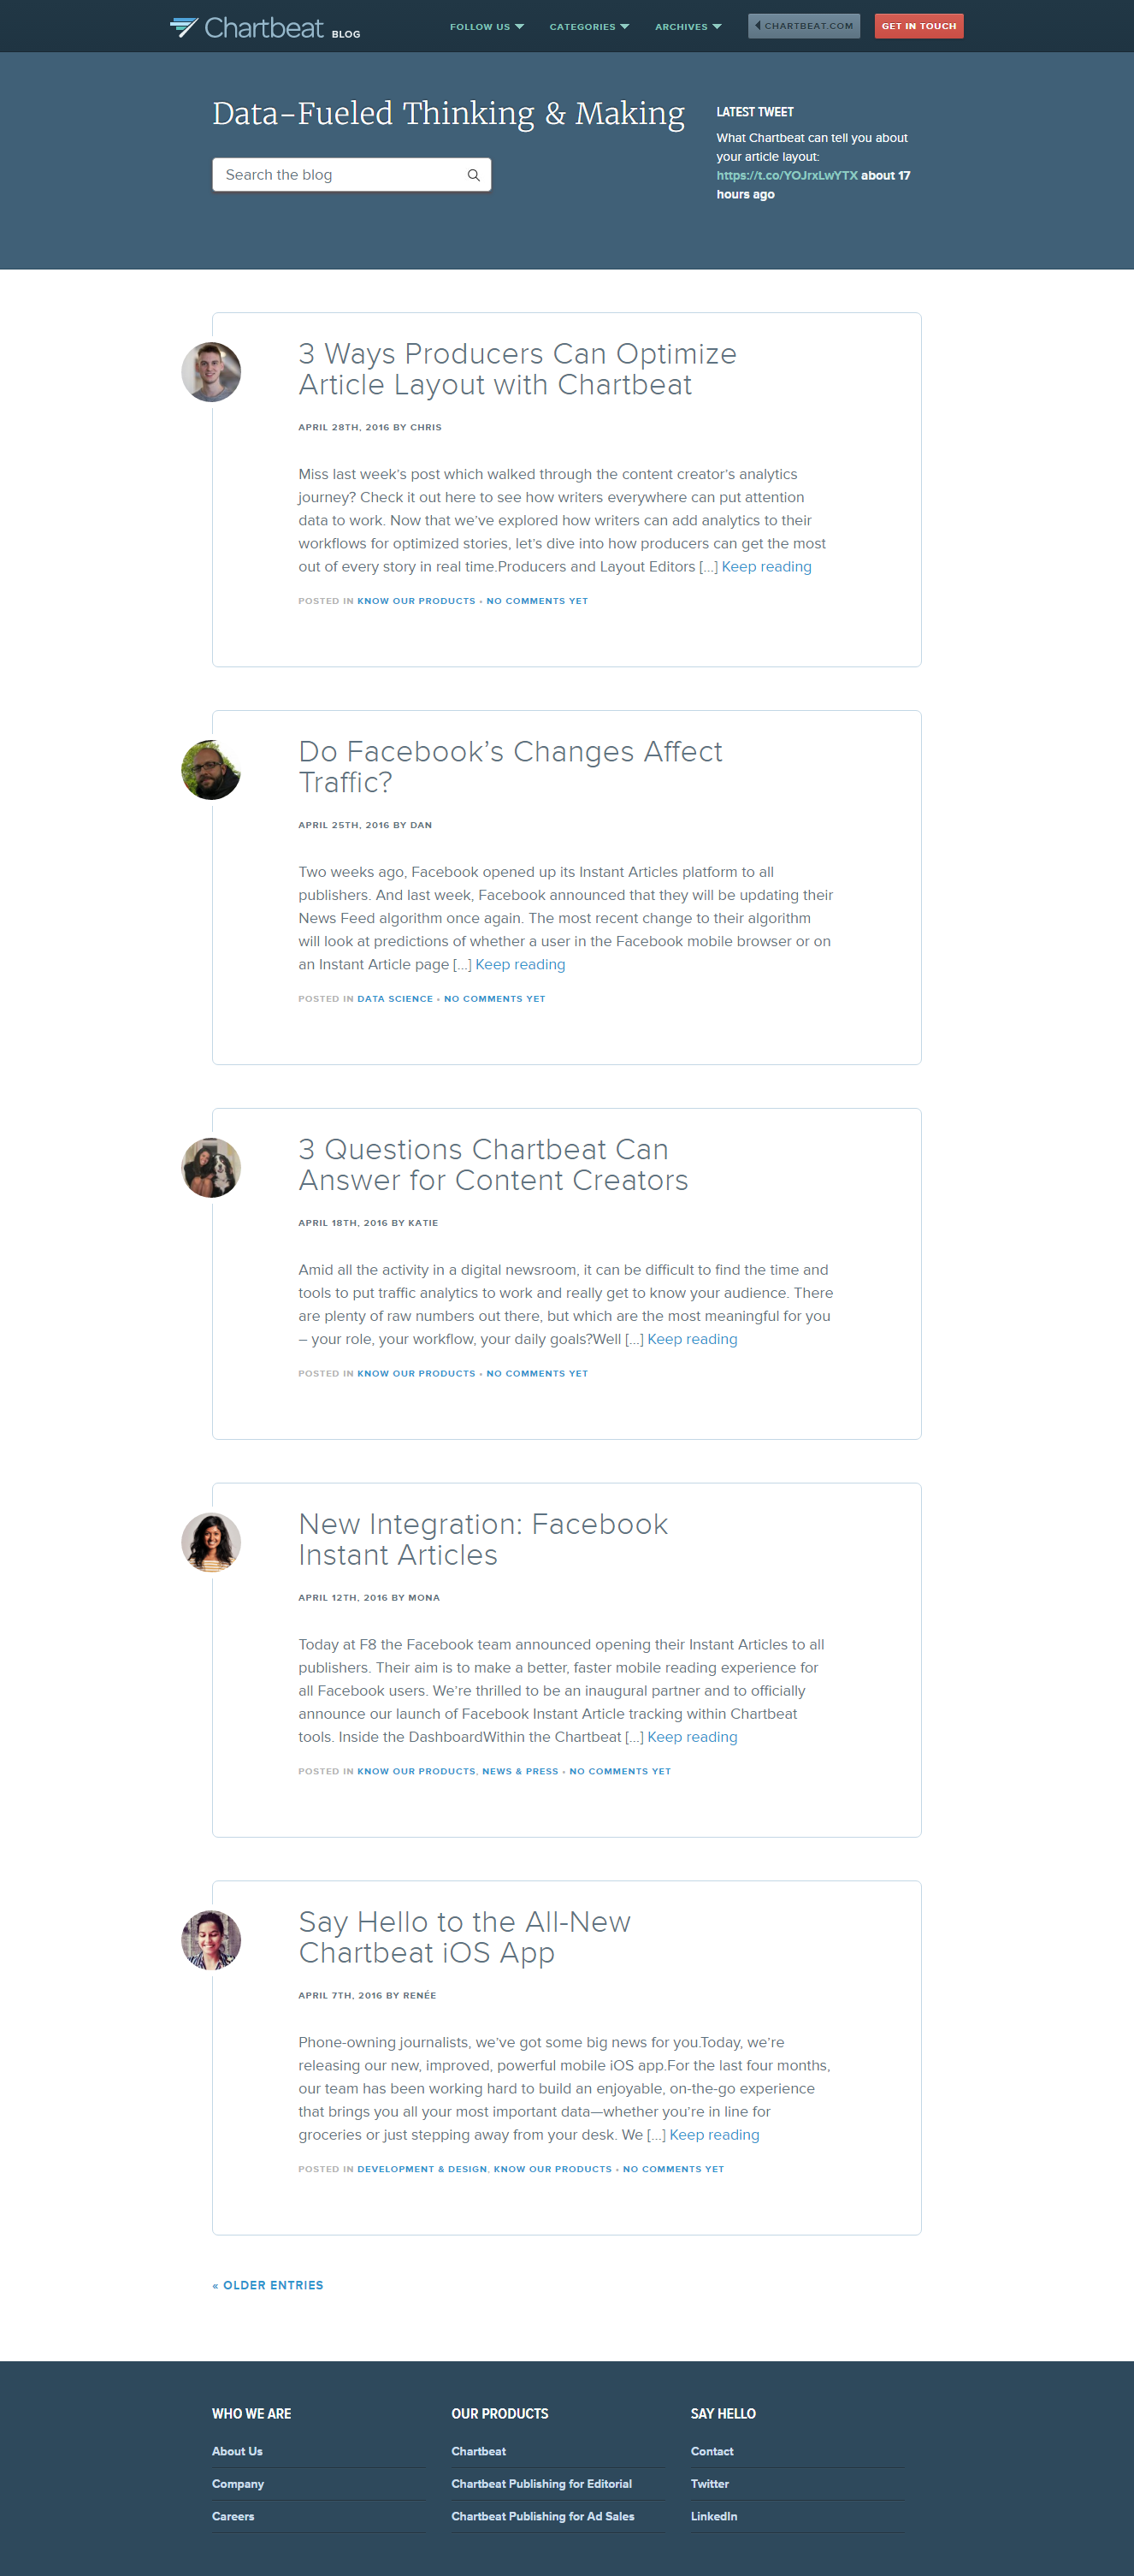 Chartbeat BLOG
FOLLOW US
CATEGORIES
ARCHIVES
CHARTBEAT.COM
GET IN TOUCH
Data-Fueled Thinking & Making
Search the blog
LATEST TWEET
What Chartbeat can tell you about
your article layout:
https://t.co/YOJrxLwYTX about 17
hours ago
3 Ways Producers Can Optimize
Article Layout with Chartbeat
APRIL 28TH, 2016 BY CHRIS
Miss last week's post which walked through the content creator's analytics
journey? Check it out here to see how writers everywhere can put attention
data to work. Now that we've explored how writers can add analytics to their
workflows for optimized stories, let's dive into how producers can get the most
out of every story in real time.Producers and Layout Editors [...] Keep reading
POSTED IN KNOW OUR PRODUCTS • NO COMMENTS YET
Do Facebook's Changes Affect
Traffic?
APRIL 25TH, 2016 BY DAN
Two weeks ago, Facebook opened up its Instant Articles platform to all
publishers. And last week, Facebook announced that they will be updating their
News Feed algorithm once again. The most recent change to their algorithm
will look at predictions of whether a user in the Facebook mobile browser or on
an Instant Article page [...] Keep reading
POSTED IN DATA SCIENCE • NO COMMENTS YET
3 Questions Chartbeat Can
Answer for Content Creators
APRIL 18TH, 2016 BY KATIE
Amid all the activity in a digital newsroom, it can be difficult to find the time and
tools to put traffic analytics to work and really get to know your audience. There
are plenty of raw numbers out there, but which are the most meaningful for you
– your role, your workflow, your daily goals?Well [...] Keep reading
POSTED IN KNOW OUR PRODUCTS • NO COMMENTS YET
New Integration: Facebook
Instant Articles
APRIL 12TH, 2016 BY MONA
Today at F8 the Facebook team announced opening their Instant Articles to all
publishers. Their aim is to make a better, faster mobile reading experience for
all Facebook users. We're thrilled to be an inaugural partner and to officially
announce our launch of Facebook Instant Article tracking within Chartbeat
tools. Inside the DashboardWithin the Chartbeat [...] Keep reading
POSTED IN KNOW OUR PRODUCTS, NEWS & PRESS • NO COMMENTS YET
Say Hello to the All-New
Chartbeat iOS App
APRIL 7TH, 2016 BY RENÉE
Phone-owning journalists, we've got some big news for you.Today, we're
releasing our new, improved, powerful mobile iOS app.For the last four months,
our team has been working hard to build an enjoyable, on-the-go experience
that brings you all your most important data—whether you're in line for
groceries or just stepping away from your desk. We [...] Keep reading
POSTED IN DEVELOPMENT & DESIGN, KNOW OUR PRODUCTS • NO COMMENTS YET
« OLDER ENTRIES
WHO WE ARE
About Us
Company
Careers
OUR PRODUCTS
Chartbeat
Chartbeat Publishing for Editorial
Chartbeat Publishing for Ad Sales
SAY HELLO
Contact
Twitter
LinkedIn